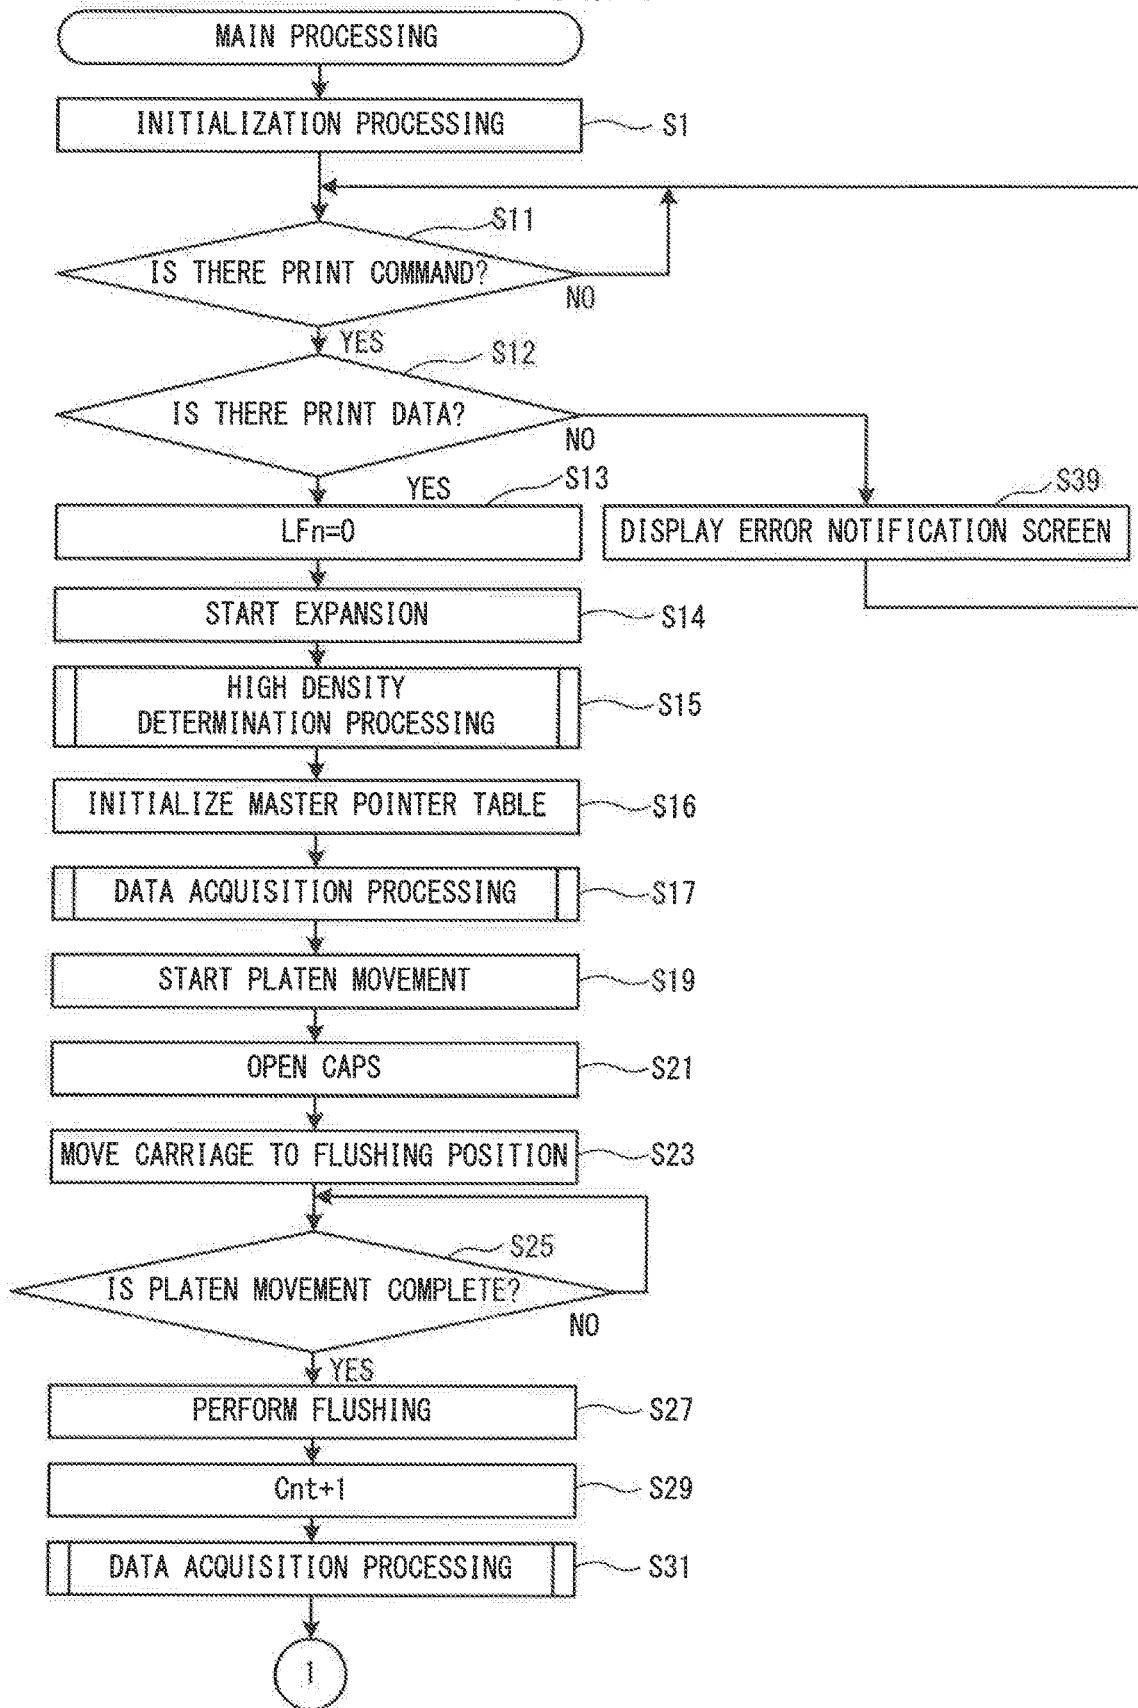 MAIN PROCESSING
INITIALIZATION PROCESSING
S1
S11
IS THERE PRINT COMMAND?
NO
YES
S12
IS THERE PRINT DATA?
NO
YES
S13
LFn=0
S39
DISPLAY ERROR NOTIFICATION SCREEN
START EXPANSION
S14
HIGH DENSITY
DETERMINATION PROCESSING
S15
INITIALIZE MASTER POINTER TABLE
S16
DATA ACQUISITION PROCESSING
S17
START PLATEN MOVEMENT
S19
OPEN CAPS
S21
MOVE CARRIAGE TO FLUSHING POSITION
S23
S25
IS PLATEN MOVEMENT COMPLETE?
NO
YES
PERFORM FLUSHING
S27
Cnt+1
S29
DATA ACQUISITION PROCESSING
S31
1